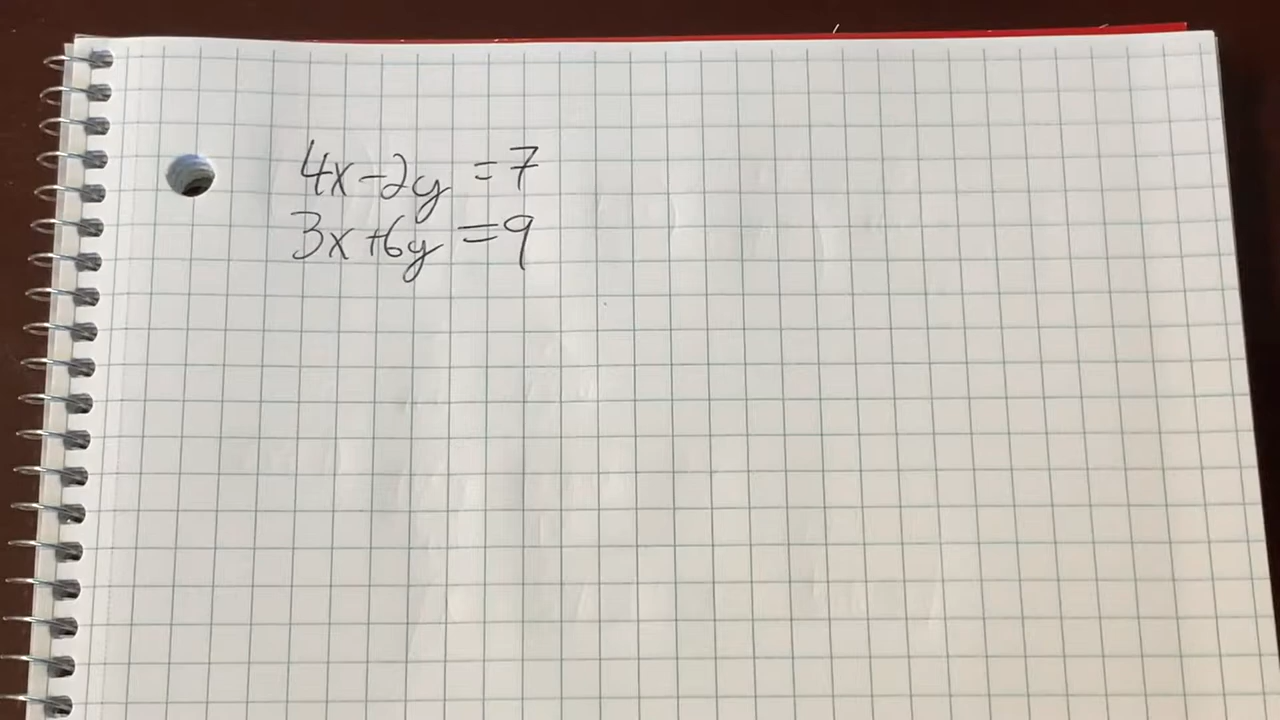 4x-2y = 7
3x+6y = 9